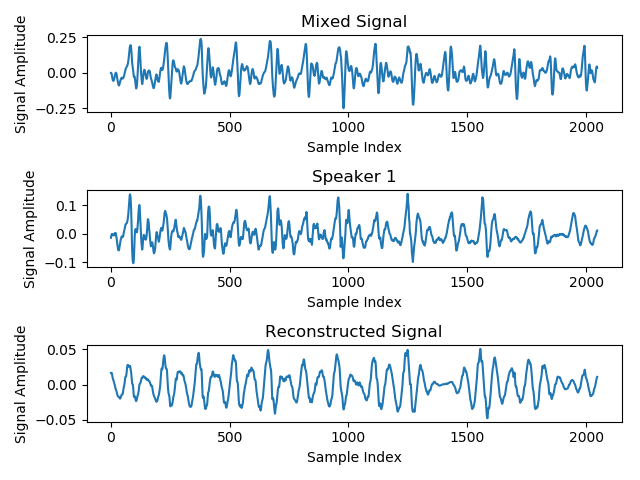 Mixed Signal
Signal Amplitude
0.25
0.00
−0.25
0 500 1000 1500 2000
Sample Index
Speaker 1
Signal Amplitude
0.1
0.0
−0.1
0 500 1000 1500 2000
Sample Index
Reconstructed Signal
Signal Amplitude
0.05
0.00
−0.05
0 500 1000 1500 2000
Sample Index